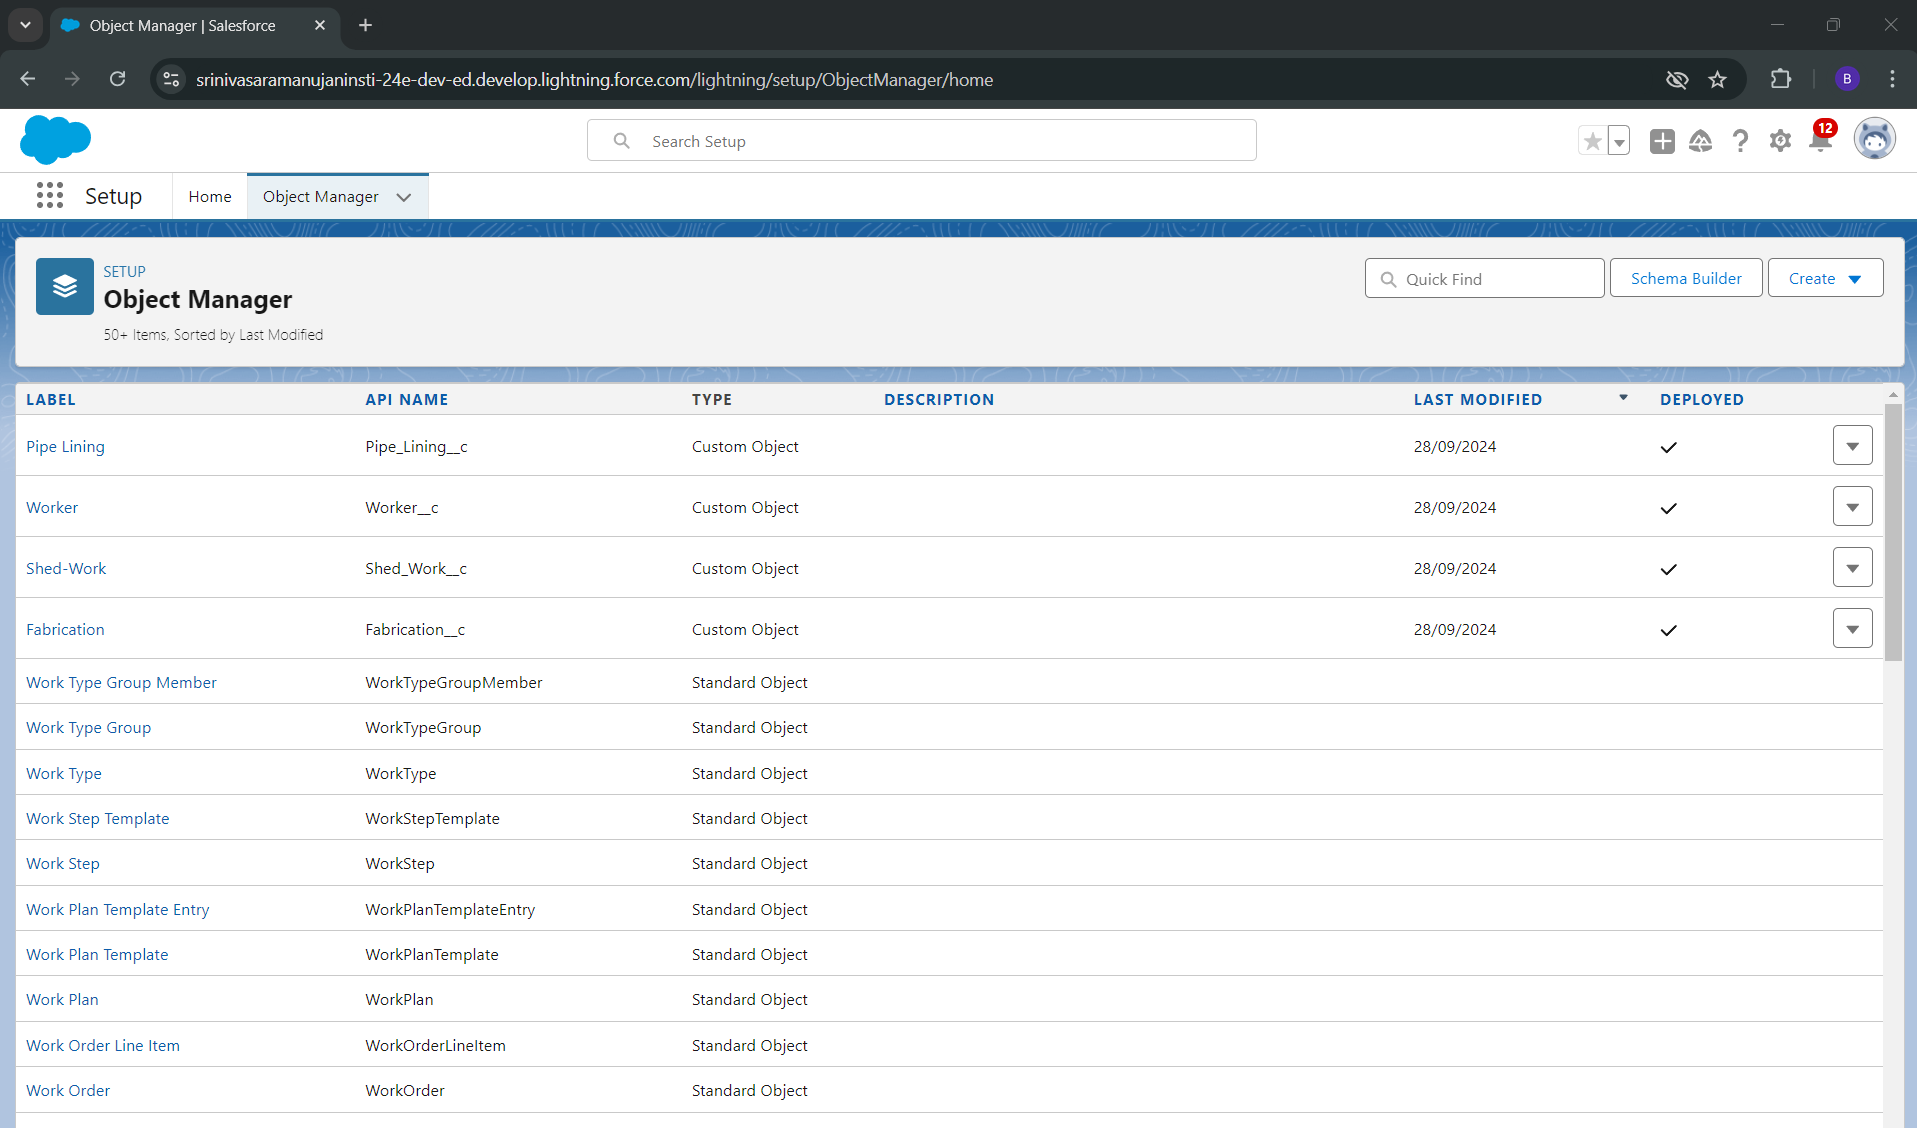 Object Manager | Salesforce
srinivasaramanujaninsti-24e-dev-ed.develop.lightning.force.com/lightning/setup/ObjectManager/home
B
Search Setup
12
Setup Home Object Manager
SETUP
Object Manager
50+ Items, Sorted by Last Modified
Quick Find
Schema Builder
Create
LABEL API NAME TYPE DESCRIPTION LAST MODIFIED DEPLOYED
Pipe Lining Pipe_Lining__c Custom Object 28/09/2024
Worker Worker__c Custom Object 28/09/2024
Shed-Work Shed_Work__c Custom Object 28/09/2024
Fabrication Fabrication__c Custom Object 28/09/2024
Work Type Group Member WorkTypeGroupMember Standard Object
Work Type Group WorkTypeGroup Standard Object
Work Type WorkType Standard Object
Work Step Template WorkStepTemplate Standard Object
Work Step WorkStep Standard Object
Work Plan Template Entry WorkPlanTemplateEntry Standard Object
Work Plan Template WorkPlanTemplate Standard Object
Work Plan WorkPlan Standard Object
Work Order Line Item WorkOrderLineItem Standard Object
Work Order WorkOrder Standard Object